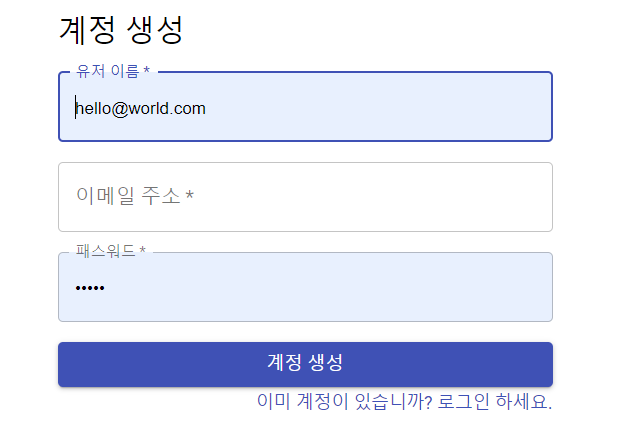 계정 생성
유저 이름 *
hello@world.com
이메일 주소 *
패스워드 *
•••••
계정 생성
이미 계정이 있습니까? 로그인 하세요.